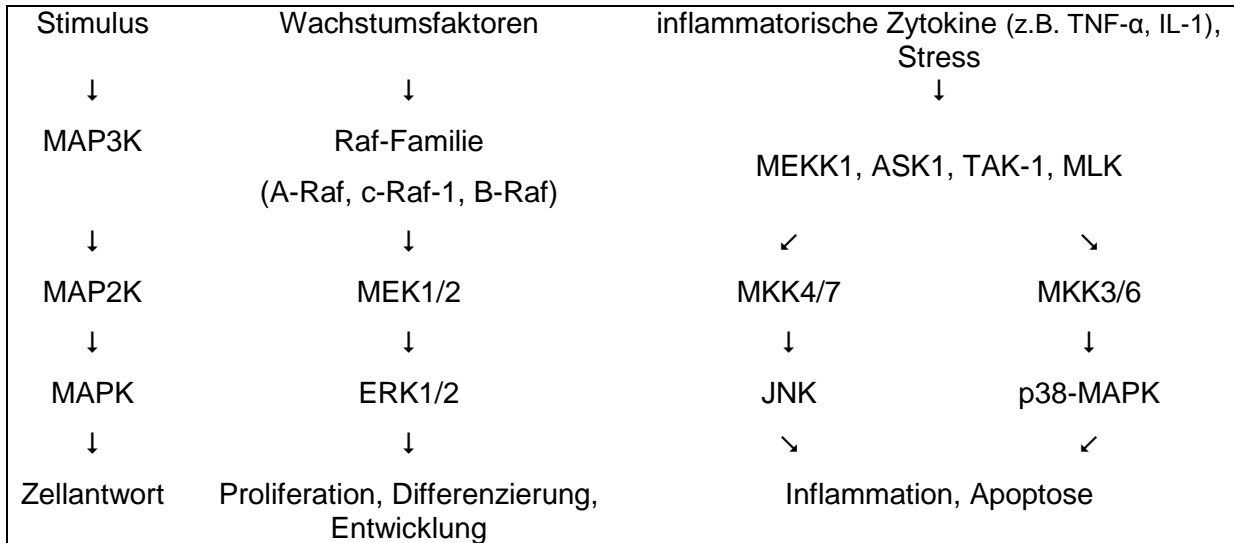 Stimulus Wachstumsfaktoren inflammatorische Zytokine (z.B. TNF-α, IL-1),
Stress
↓ ↓ ↓
MAP3K Raf-Familie
MEKK1, ASK1, TAK-1, MLK
(A-Raf, c-Raf-1, B-Raf)
↓ ↓ ↙ ↘
MAP2K MEK1/2 MKK4/7 MKK3/6
↓ ↓ ↓ ↓
MAPK ERK1/2 JNK p38-MAPK
↓ ↓ ↘ ↙
Zellantwort Proliferation, Differenzierung, Inflammation, Apoptose
Entwicklung